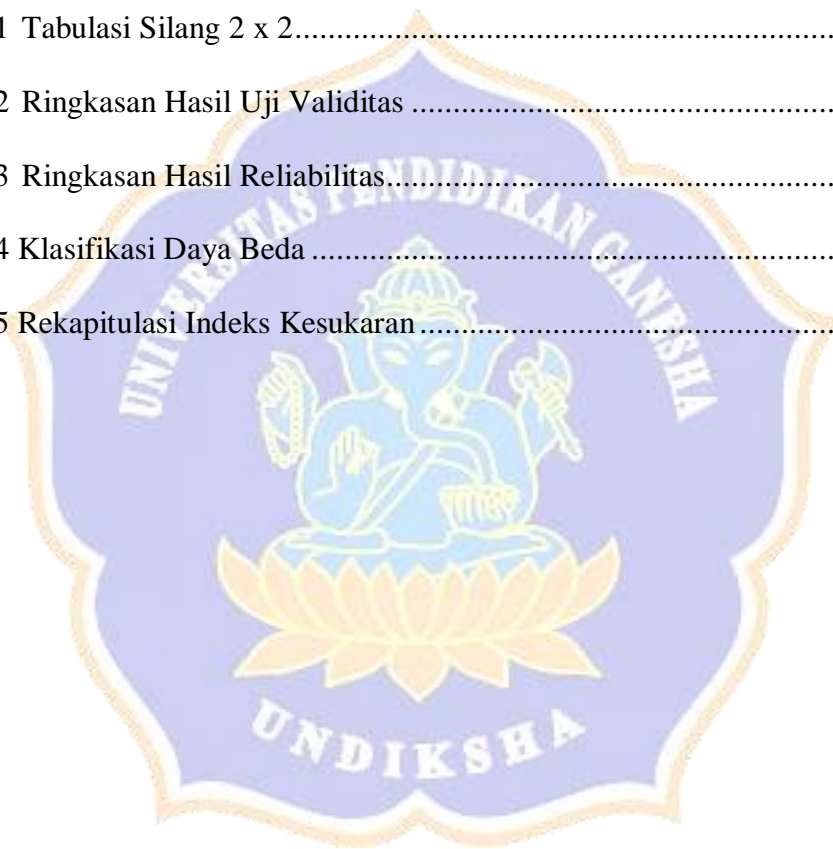 1 Tabulasi Silang 2 x 2....................................................................
2 Ringkasan Hasil Uji Validitas ......................................................
3 Ringkasan Hasil Reliabilitas.........................................................
4 Klasifikasi Daya Beda ..................................................................
5 Rekapitulasi Indeks Kesukaran.....................................................
UNIVERSITAS PENDIDIKAN GANESHA
UNDIKSHA